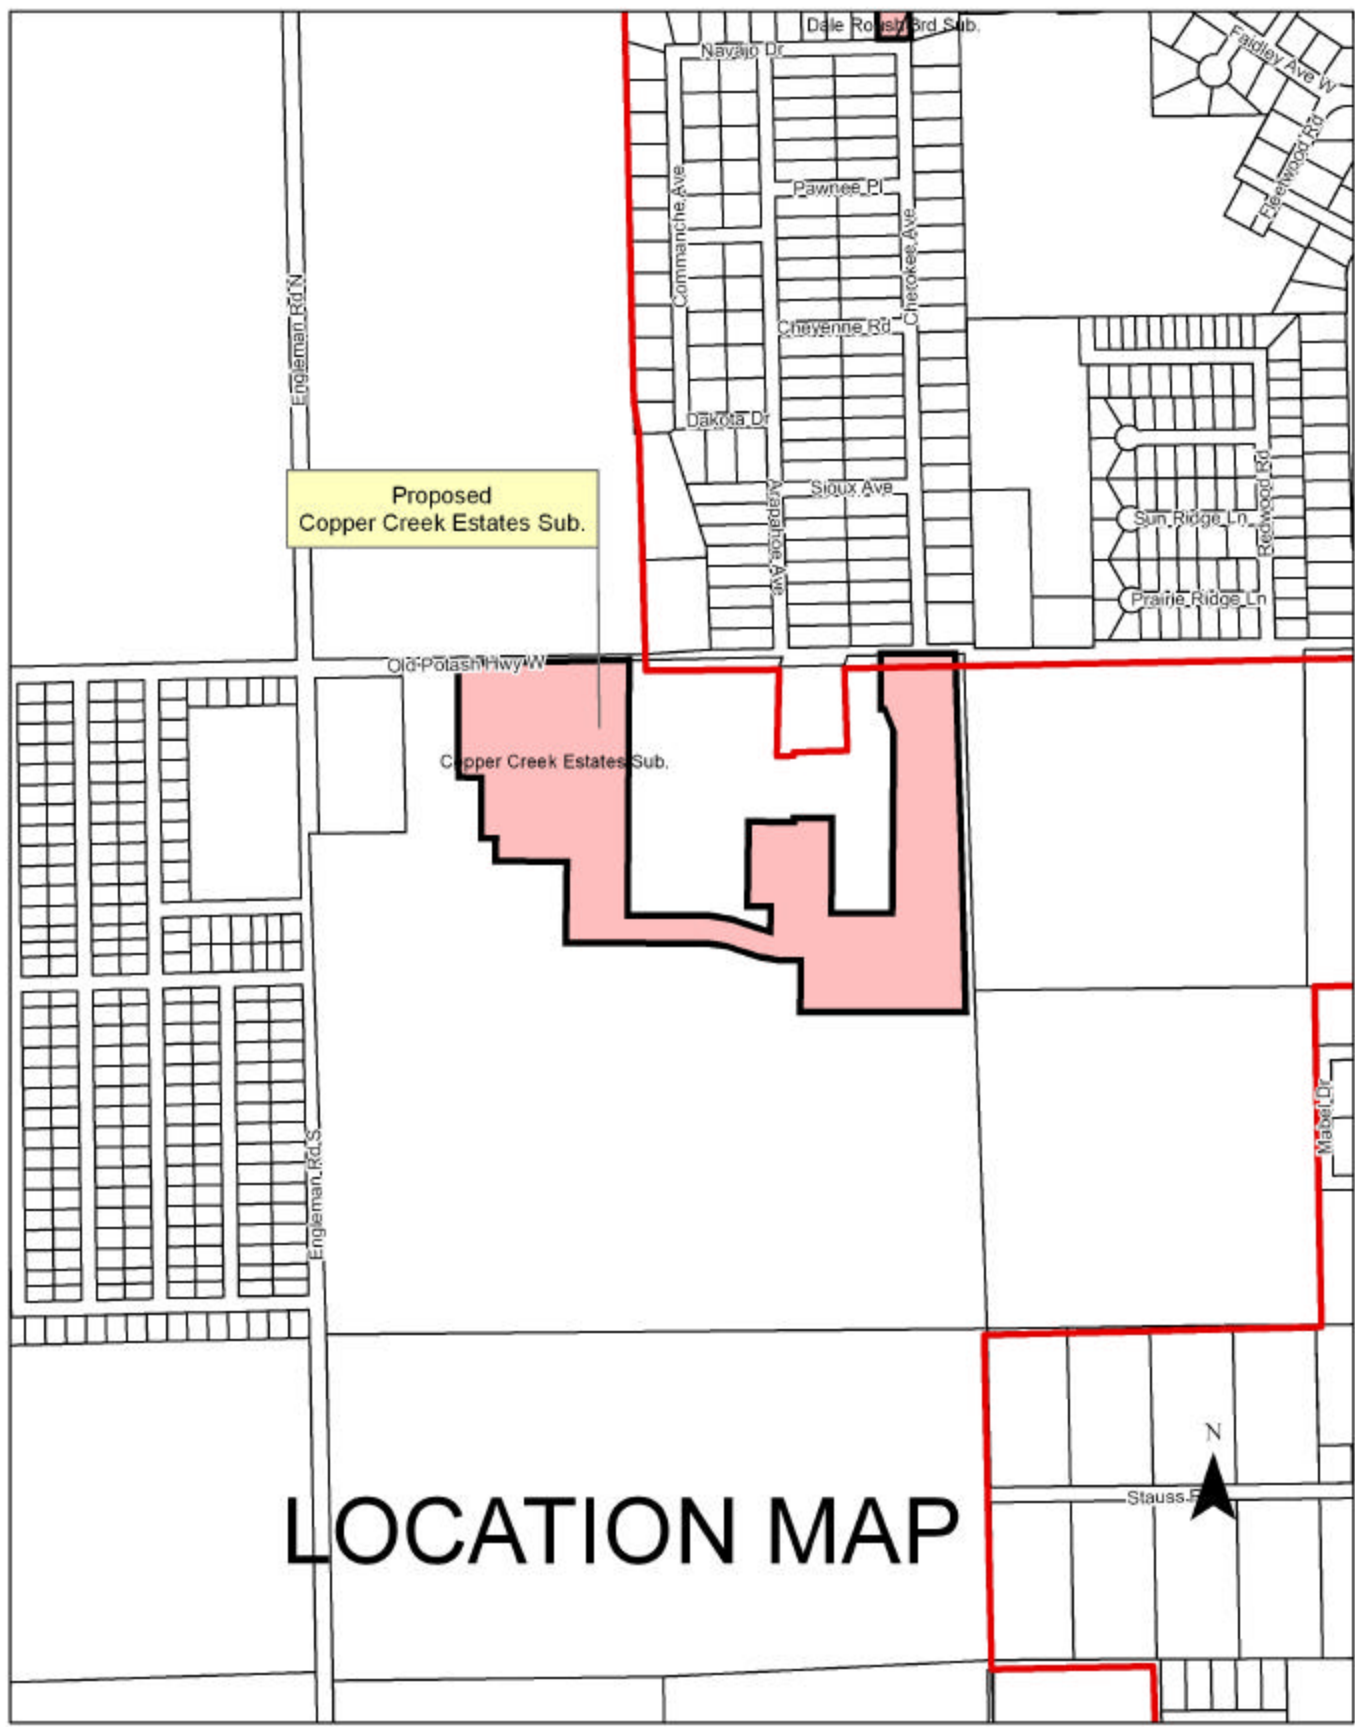 Dale Roush 3rd Sub.
Navajo Dr
Faidley Ave W
Fleetwood Rd
Commanche Ave
Pawnee Pl
Cherokee Ave
Engleman Rd N
Cheyenne Rd
Dakota Dr
Proposed
Copper Creek Estates Sub.
Arapahoe Ave
Sioux Ave
Redwood Rd
Sun Ridge Ln
Prairie Ridge Ln
Old Potash Hwy W
Copper Creek Estates Sub.
Mabel Dr
Engleman Rd S
N
Stauss
LOCATION MAP